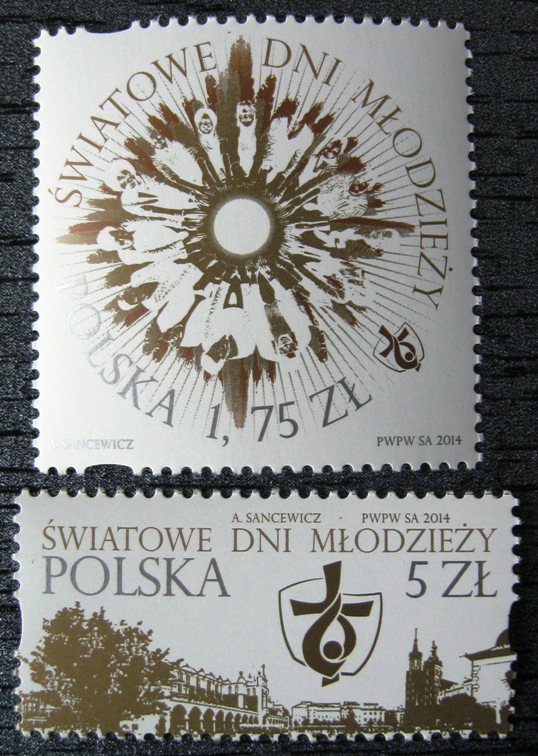 ŚWIATOWE DNI MŁODZIEŻY
POLSKA 1,75 ZŁ
A. SANCEWICZ
PWPW SA 2014
A. SANCEWICZ - PWPW SA 2014
ŚWIATOWE DNI MŁODZIEŻY
POLSKA 5 ZŁ